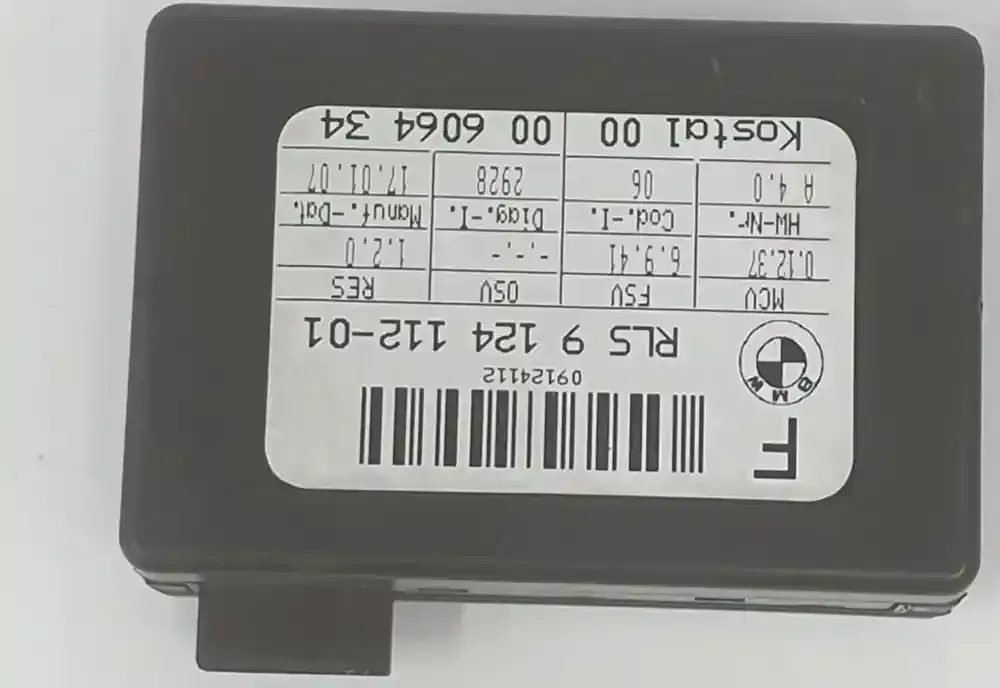 F
09124112
BMW
RLS 9 124 112-01
MCV FSV OSV RES
0.12.37 6.9.41 -.-.- 1.2.0
HW-Nr. Cod.-I. Diag.-I. Manuf.-Dat.
A 4.0 06 2928 17.01.07
Kostal 00 00 6064 34